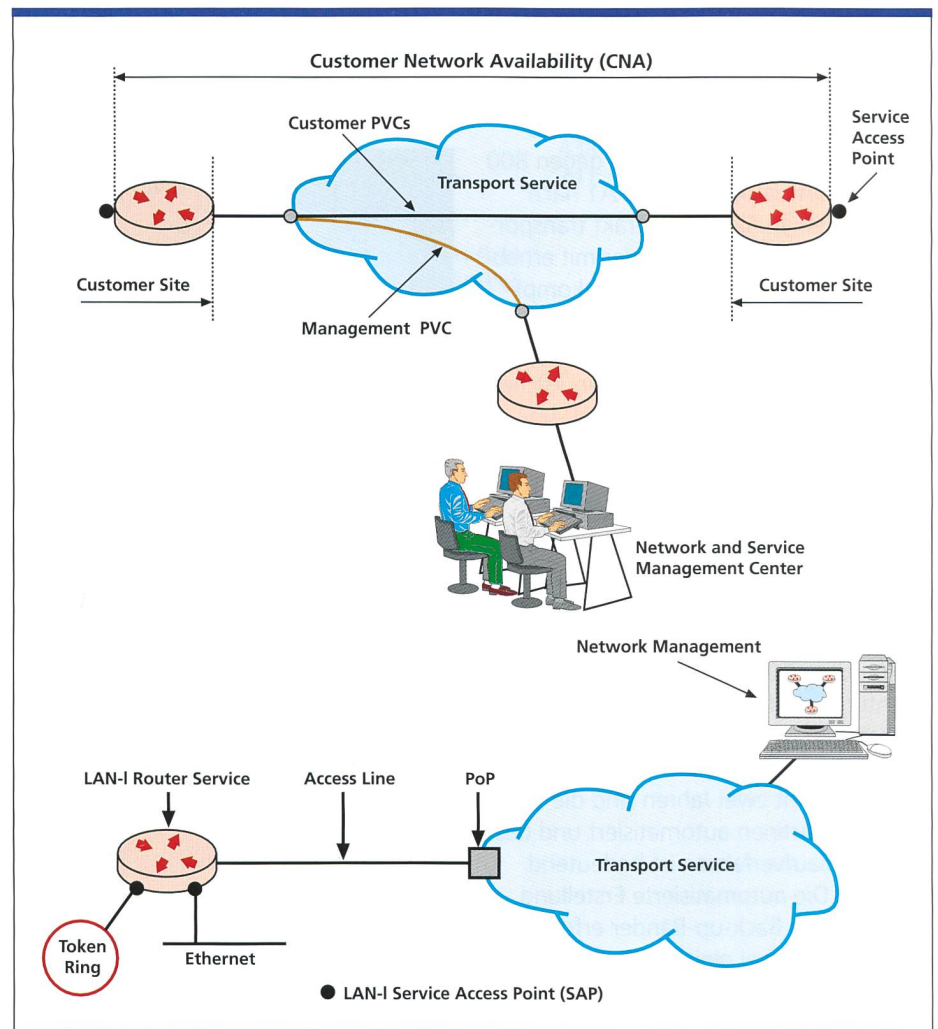 Customer Network Availability (CNA)
Customer PVCs
Service
Access
Point
Transport Service
Customer Site
Customer Site
Management PVC
Network and Service
Management Center
Network Management
LAN-I Router Service
Access Line
PoP
Transport Service
Token
Ring
Ethernet
LAN-I Service Access Point (SAP)